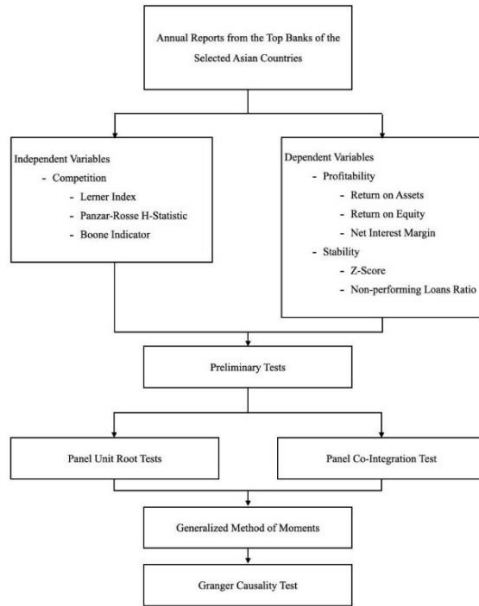 Annual Reports from the Top Banks of the
Selected Asian Countries
Independent Variables
- Competition
- Lerner Index
- Panzar-Rosse H-Statistic
- Boone Indicator
Dependent Variables
- Profitability
- Return on Assets
- Return on Equity
- Net Interest Margin
- Stability
- Z-Score
- Non-performing Loans Ratio
Preliminary Tests
Panel Unit Root Tests
Panel Co-Integration Test
Generalized Method of Moments
Granger Causality Test